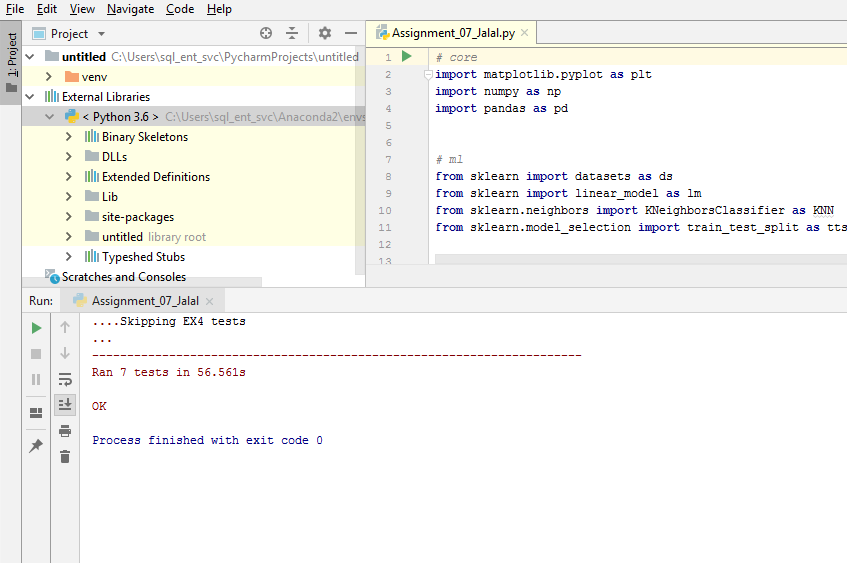 File Edit View Navigate Code Help
1: Project
Project
untitled C:\Users\sql_ent_svc\PycharmProjects\untitled
venv
External Libraries
< Python 3.6 > C:\Users\sql_ent_svc\Anaconda2\envs
Binary Skeletons
DLLs
Extended Definitions
Lib
site-packages
untitled library root
Typeshed Stubs
Scratches and Consoles
Assignment_07_Jalal.py
1 # core
2 import matplotlib.pyplot as plt
3 import numpy as np
4 import pandas as pd
5
6
7 # ml
8 from sklearn import datasets as ds
9 from sklearn import linear_model as lm
10 from sklearn.neighbors import KNeighborsClassifier as KNN
11 from sklearn.model_selection import train_test_split as tts
12
13
Run: Assignment_07_Jalal
....Skipping EX4 tests
...
----------------------------------------------------------------------
Ran 7 tests in 56.561s
OK
Process finished with exit code 0